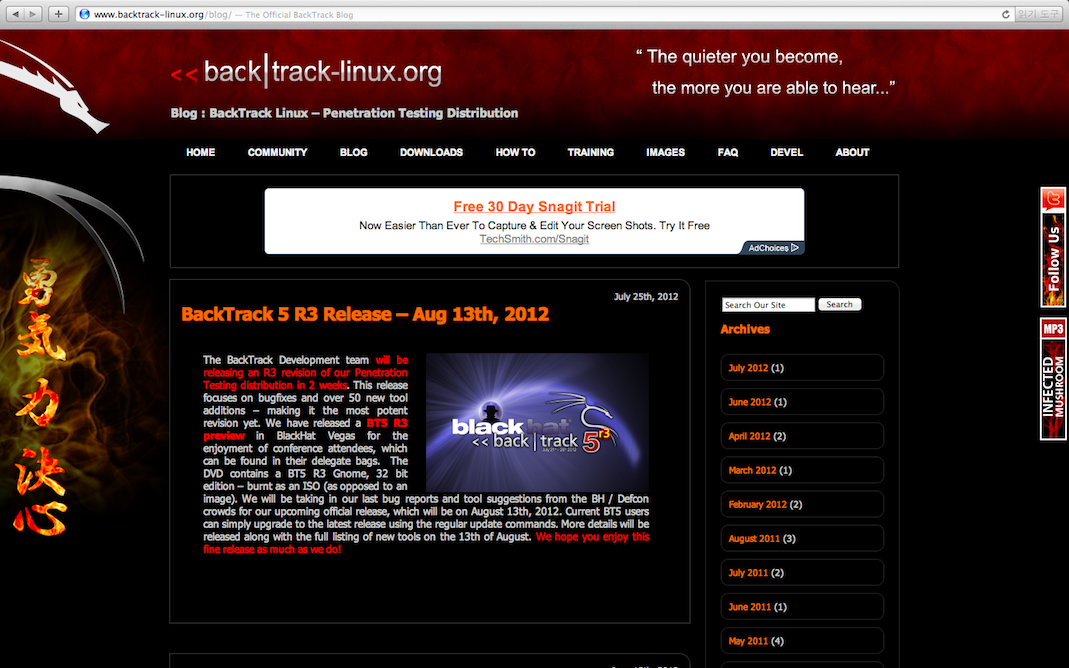 www.backtrack-linux.org/blog/ — The Official BackTrack Blog
읽기 도구
<< back|track-linux.org
“ The quieter you become,
the more you are able to hear...”
Blog : BackTrack Linux – Penetration Testing Distribution
HOME COMMUNITY BLOG DOWNLOADS HOW TO TRAINING IMAGES FAQ DEVEL ABOUT
Free 30 Day Snagit Trial
Now Easier Than Ever To Capture & Edit Your Screen Shots. Try It Free
TechSmith.com/Snagit
AdChoices
勇
気
力
決
心
July 25th, 2012
BackTrack 5 R3 Release – Aug 13th, 2012
The BackTrack Development team will be
releasing an R3 revision of our Penetration
Testing distribution in 2 weeks. This release
focuses on bugfixes and over 50 new tool
additions – making it the most potent
revision yet. We have released a BT5 R3
preview in BlackHat Vegas for the
enjoyment of conference attendees, which
can be found in their delegate bags. The
DVD contains a BT5 R3 Gnome, 32 bit
edition – burnt as an ISO (as opposed to an
image). We will be taking in our last bug reports and tool suggestions from the BH / Defcon
crowds for our upcoming official release, which will be on August 13th, 2012. Current BT5 users
can simply upgrade to the latest release using the regular update commands. More details will be
released along with the full listing of new tools on the 13th of August. We hope you enjoy this
fine release as much as we do!
black hat
<< back | track 5 r3
Search Our Site Search
Archives
July 2012 (1)
June 2012 (1)
April 2012 (2)
March 2012 (1)
February 2012 (2)
August 2011 (3)
July 2011 (2)
June 2011 (1)
May 2011 (4)
Follow Us
MP3
INFECTED
MUSHROOM